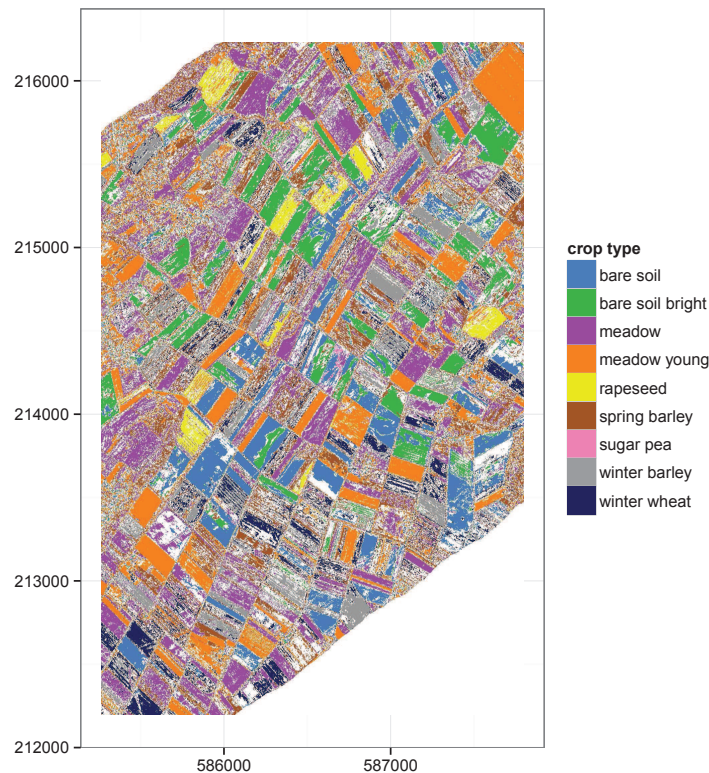 216000
215000
214000
213000
212000
586000
587000
crop type
bare soil
bare soil bright
meadow
meadow young
rapeseed
spring barley
sugar pea
winter barley
winter wheat